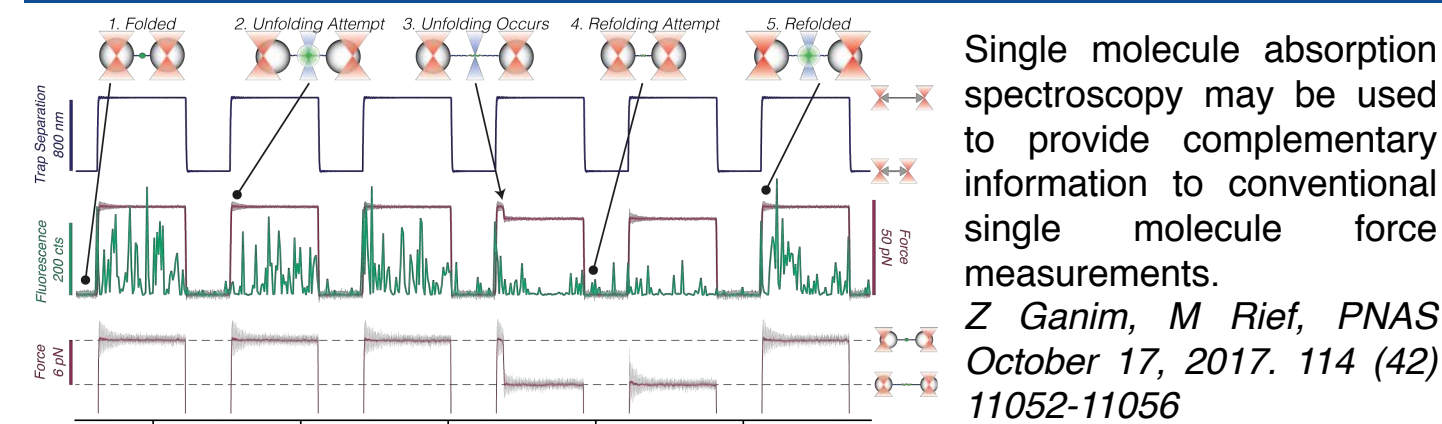 1. Folded
2. Unfolding Attempt
3. Unfolding Occurs
4. Refolding Attempt
5. Refolded
Trap Separation
800 nm
Fluorescence
200 cts
Force
50 pN
Force
6 pN
Single molecule absorption
spectroscopy may be used
to provide complementary
information to conventional
single molecule force
measurements.
Z Ganim, M Rief, PNAS
October 17, 2017. 114 (42)
11052-11056